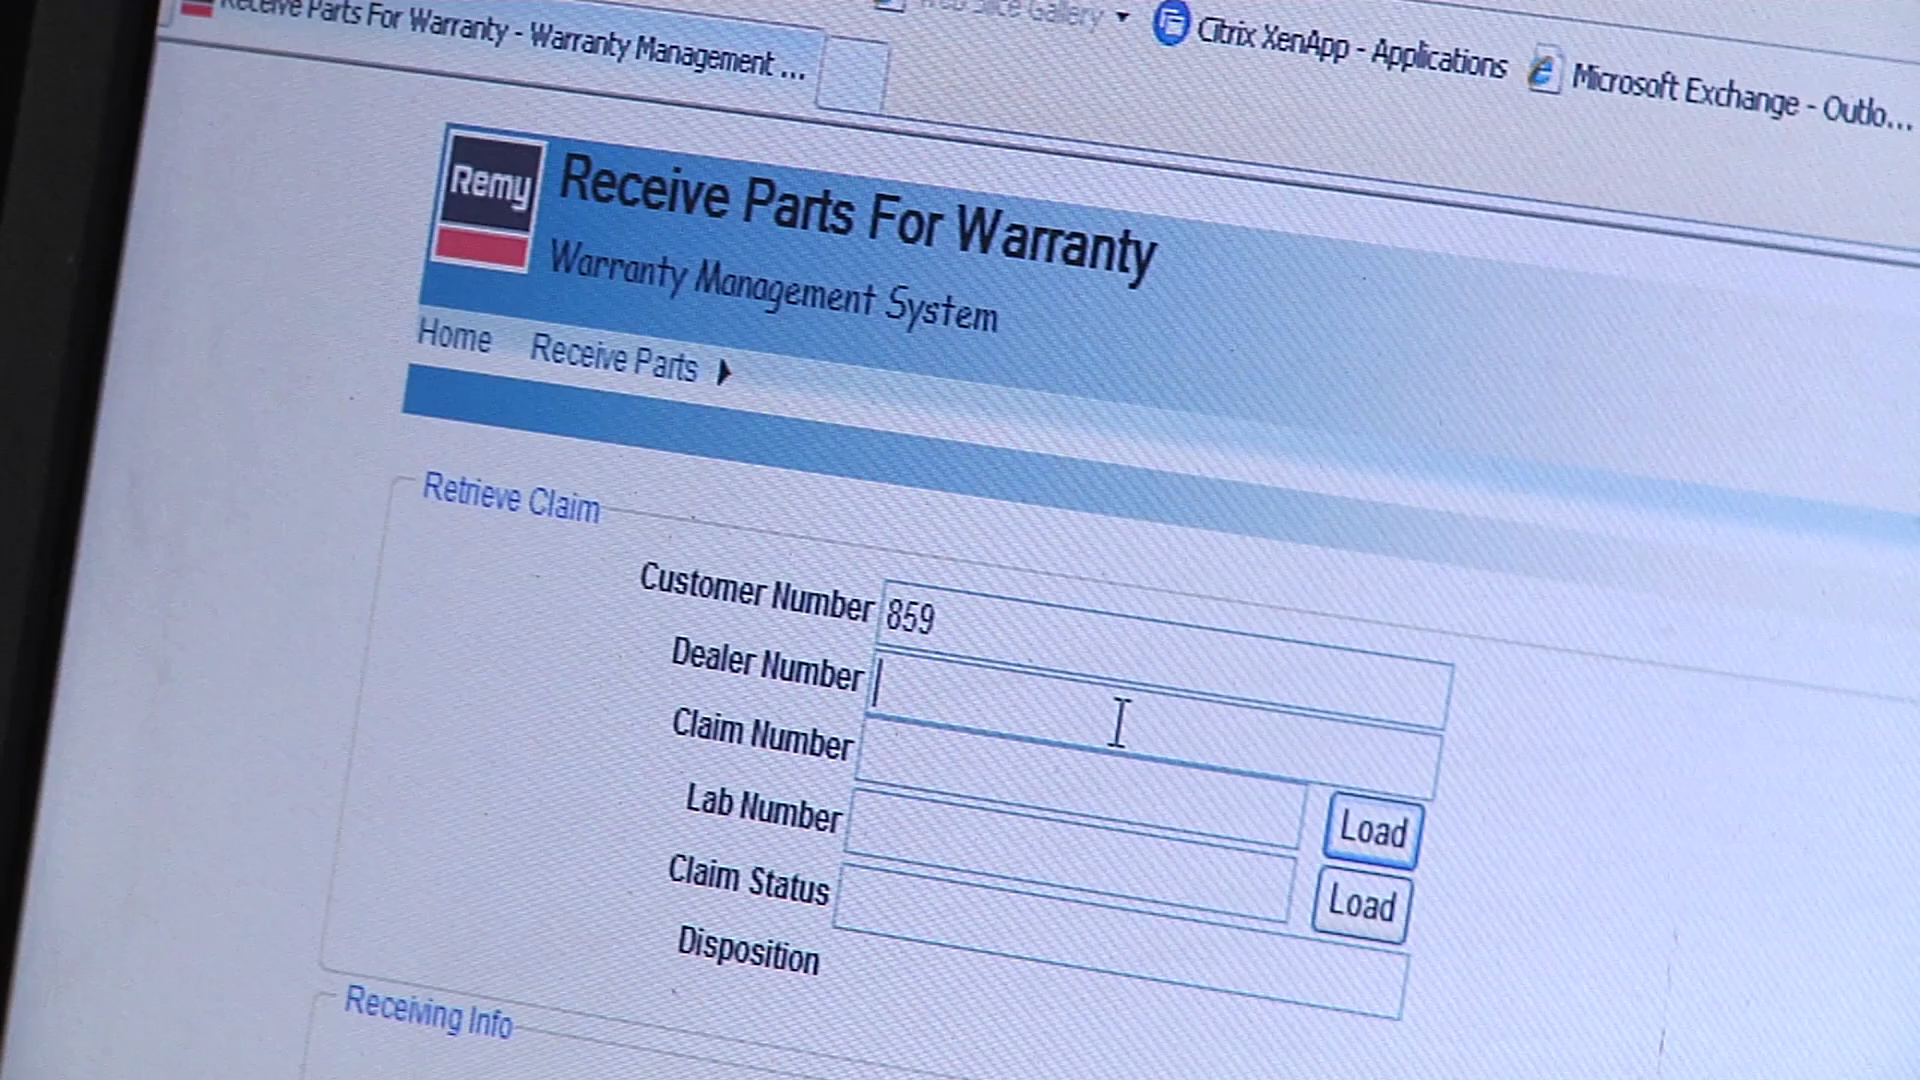 Receive Parts For Warranty - Warranty Management ...
Gallery
Citrix XenApp - Applications
Microsoft Exchange - Outlo...
Remy
Receive Parts For Warranty
Warranty Management System
Home
Receive Parts
Retrieve Claim
Customer Number 859
Dealer Number
Claim Number
Load
Lab Number
Load
Claim Status
Disposition
Receiving Info